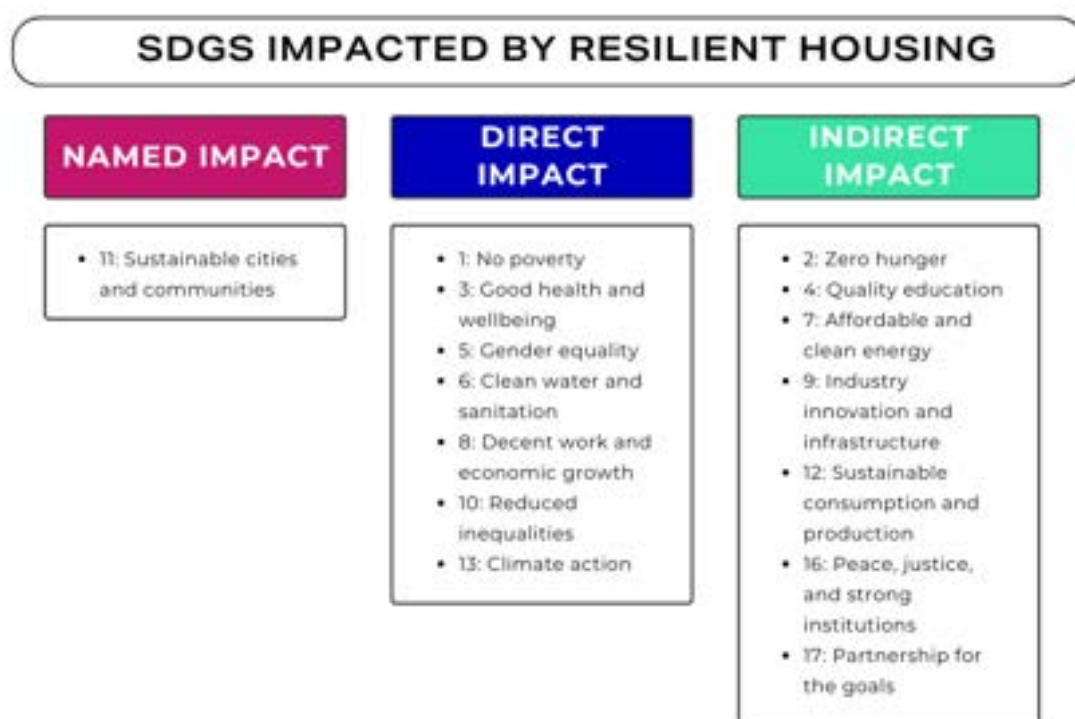 SDGS IMPACTED BY RESILIENT HOUSING
NAMED IMPACT
• 11: Sustainable cities
and communities
DIRECT
IMPACT
• 1: No poverty
• 3: Good health and
wellbeing
• 5: Gender equality
• 6: Clean water and
sanitation
• 8: Decent work and
economic growth
• 10: Reduced
inequalities
• 13: Climate action
INDIRECT
IMPACT
• 2: Zero hunger
• 4: Quality education
• 7: Affordable and
clean energy
• 9: Industry
innovation and
infrastructure
• 12: Sustainable
consumption and
production
• 16: Peace, justice,
and strong
institutions
• 17: Partnership for
the goals